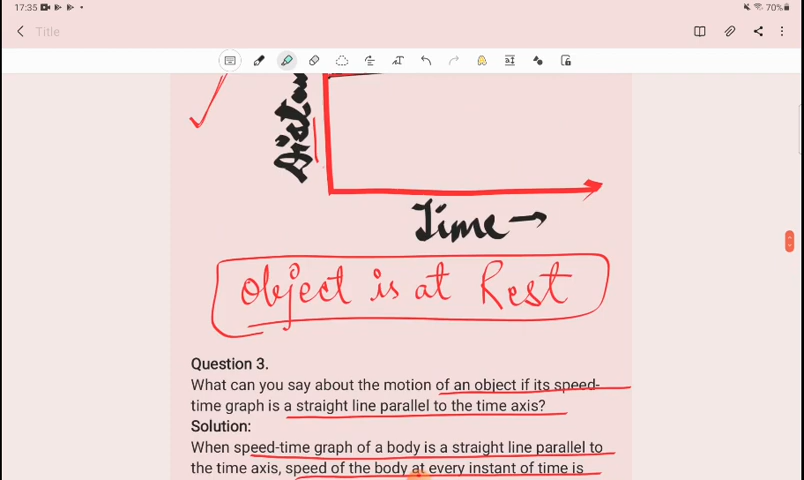 17:35
70%
Title
Distan
Time →
Object is at Rest
Question 3.
What can you say about the motion of an object if its speed-
time graph is a straight line parallel to the time axis?
Solution:
When speed-time graph of a body is a straight line parallel to
the time axis, speed of the body at every instant of time is